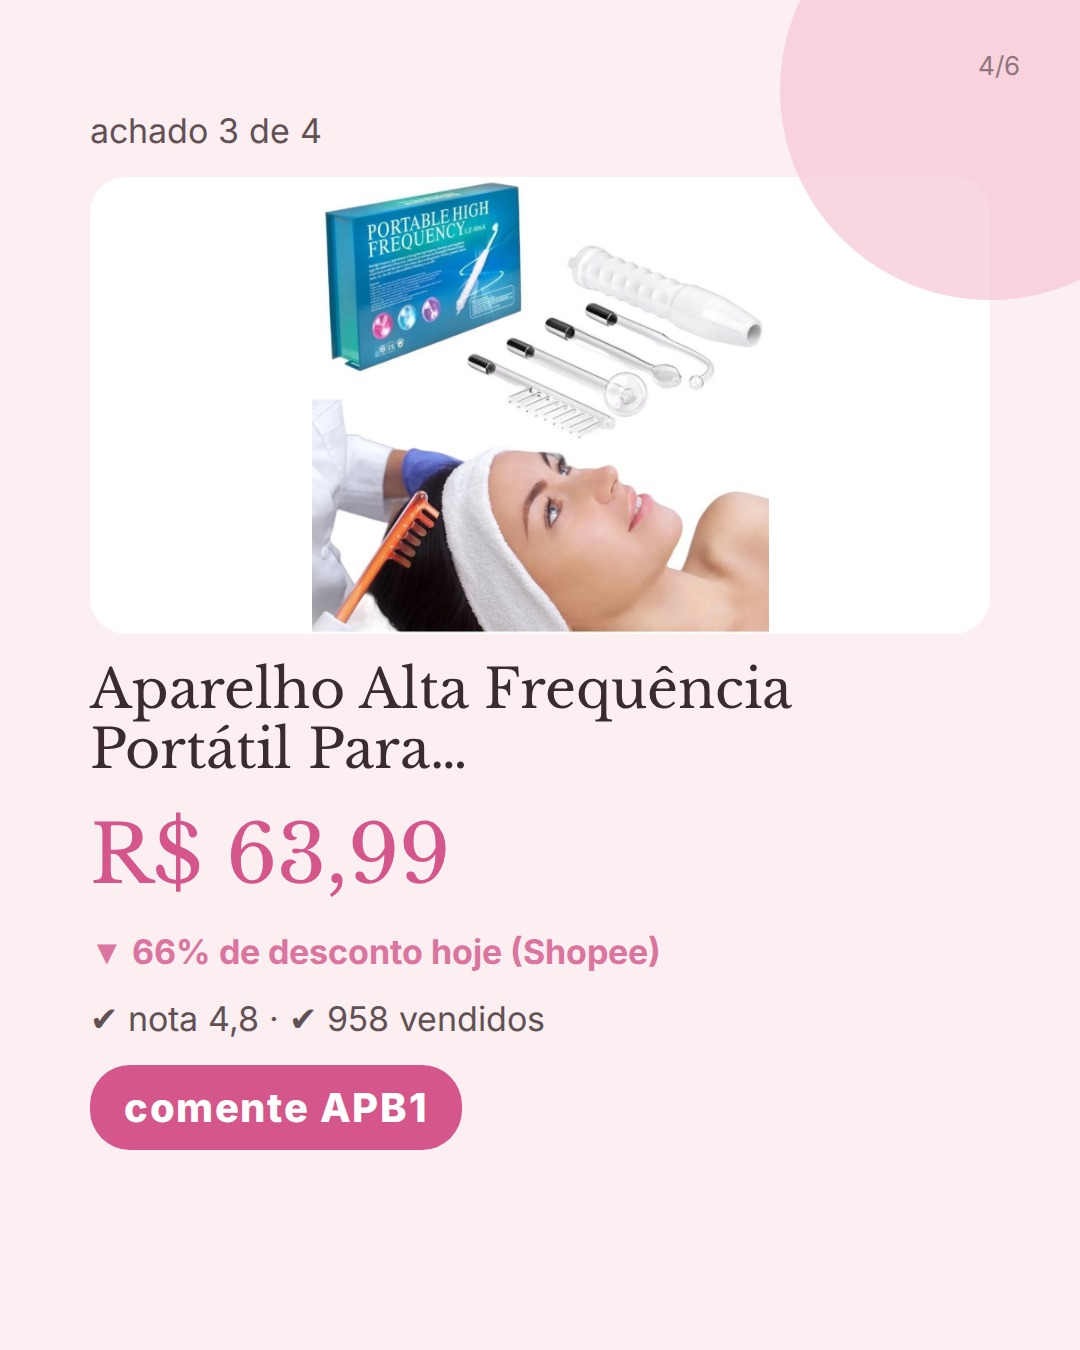 4/6
achado 3 de 4
PORTABLE HIGH
FREQUENCY
Aparelho Alta Frequência
Portátil Para…
R$ 63,99
▼ 66% de desconto hoje (Shopee)
✔ nota 4,8 · ✔ 958 vendidos
comente APB1